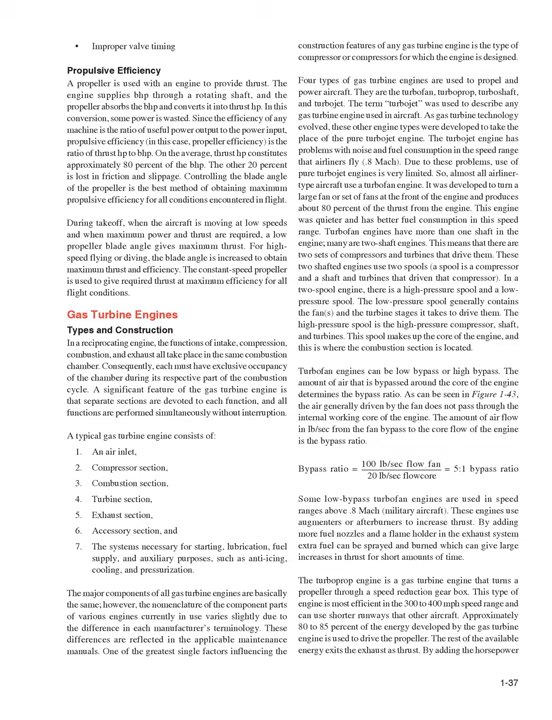 • Improper valve timing
Propulsive Efficiency
A propeller is used with an engine to provide thrust. The
engine supplies bhp through a rotating shaft, and the
propeller absorbs the bhp and converts it into thrust hp. In this
conversion, some power is wasted. Since the efficiency of any
machine is the ratio of useful power output to the power input,
propulsive efficiency (in this case, propeller efficiency) is the
ratio of thrust hp to bhp. On the average, thrust hp constitutes
approximately 80 percent of the bhp. The other 20 percent
is lost in friction and slippage. Controlling the blade angle
of the propeller is the best method of obtaining maximum
propulsive efficiency for all conditions encountered in flight.
During takeoff, when the aircraft is moving at low speeds
and when maximum power and thrust are required, a low
propeller blade angle gives maximum thrust. For high-
speed flying or diving, the blade angle is increased to obtain
maximum thrust and efficiency. The constant-speed propeller
is used to give required thrust at maximum efficiency for all
flight conditions.
Gas Turbine Engines
Types and Construction
In a reciprocating engine, the functions of intake, compression,
combustion, and exhaust all take place in the same combustion
chamber. Consequently, each must have exclusive occupancy
of the chamber during its respective part of the combustion
cycle. A significant feature of the gas turbine engine is
that separate sections are devoted to each function, and all
functions are performed simultaneously without interruption.
A typical gas turbine engine consists of:
1. An air inlet,
2. Compressor section,
3. Combustion section,
4. Turbine section,
5. Exhaust section,
6. Accessory section, and
7. The systems necessary for starting, lubrication, fuel
supply, and auxiliary purposes, such as anti-icing,
cooling, and pressurization.
The major components of all gas turbine engines are basically
the same; however, the nomenclature of the component parts
of various engines currently in use varies slightly due to
the difference in each manufacturer's terminology. These
differences are reflected in the applicable maintenance
manuals. One of the greatest single factors influencing the
construction features of any gas turbine engine is the type of
compressor or compressors for which the engine is designed.
Four types of gas turbine engines are used to propel and
power aircraft. They are the turbofan, turboprop, turboshaft,
and turbojet. The term "turbojet" was used to describe any
gas turbine engine used in aircraft. As gas turbine technology
evolved, these other engine types were developed to take the
place of the pure turbojet engine. The turbojet engine has
problems with noise and fuel consumption in the speed range
that airliners fly (.8 Mach). Due to these problems, use of
pure turbojet engines is very limited. So, almost all airliner-
type aircraft use a turbofan engine. It was developed to turn a
large fan or set of fans at the front of the engine and produces
about 80 percent of the thrust from the engine. This engine
was quieter and has better fuel consumption in this speed
range. Turbofan engines have more than one shaft in the
engine; many are two-shaft engines. This means that there are
two sets of compressors and turbines that drive them. These
two shafted engines use two spools (a spool is a compressor
and a shaft and turbines that driven that compressor). In a
two-spool engine, there is a high-pressure spool and a low-
pressure spool. The low-pressure spool generally contains
the fan(s) and the turbine stages it takes to drive them. The
high-pressure spool is the high-pressure compressor, shaft,
and turbines. This spool makes up the core of the engine, and
this is where the combustion section is located.
Turbofan engines can be low bypass or high bypass. The
amount of air that is bypassed around the core of the engine
determines the bypass ratio. As can be seen in Figure 1-43,
the air generally driven by the fan does not pass through the
internal working core of the engine. The amount of air flow
in lb/sec from the fan bypass to the core flow of the engine
is the bypass ratio.
Bypass ratio = 100 lb/sec flow fan / 20 lb/sec flowcore = 5:1 bypass ratio
Some low-bypass turbofan engines are used in speed
ranges above .8 Mach (military aircraft). These engines use
augmenters or afterburners to increase thrust. By adding
more fuel nozzles and a flame holder in the exhaust system
extra fuel can be sprayed and burned which can give large
increases in thrust for short amounts of time.
The turboprop engine is a gas turbine engine that turns a
propeller through a speed reduction gear box. This type of
engine is most efficient in the 300 to 400 mph speed range and
can use shorter runways that other aircraft. Approximately
80 to 85 percent of the energy developed by the gas turbine
engine is used to drive the propeller. The rest of the available
energy exits the exhaust as thrust. By adding the horsepower
1-37